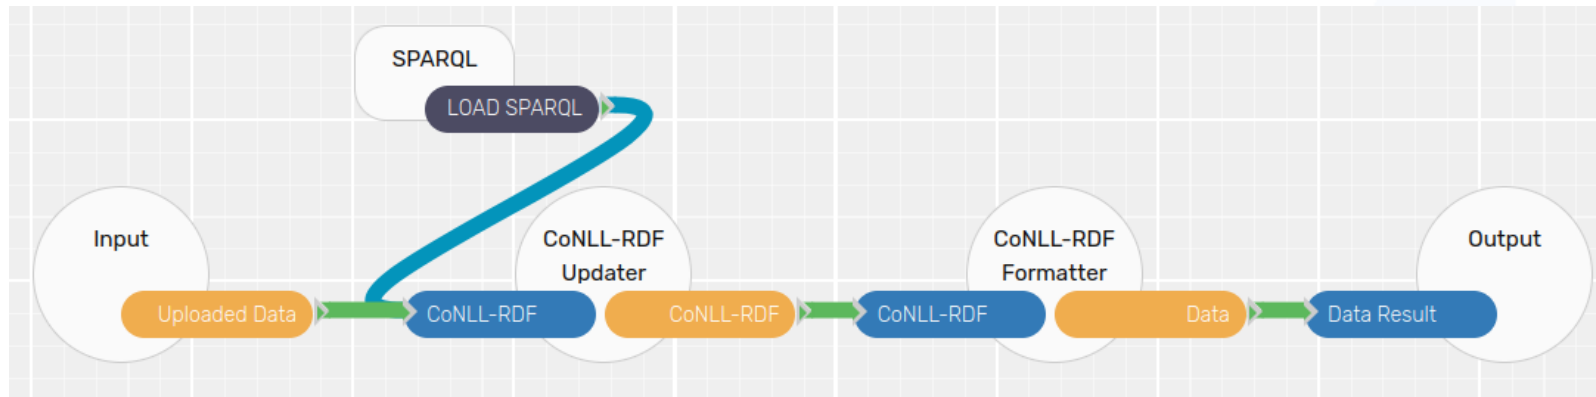 SPARQL
LOAD SPARQL
Input
Uploaded Data
CoNLL-RDF
Updater
CoNLL-RDF
CoNLL-RDF
CoNLL-RDF
Formatter
CoNLL-RDF
Data
Output
Data Result